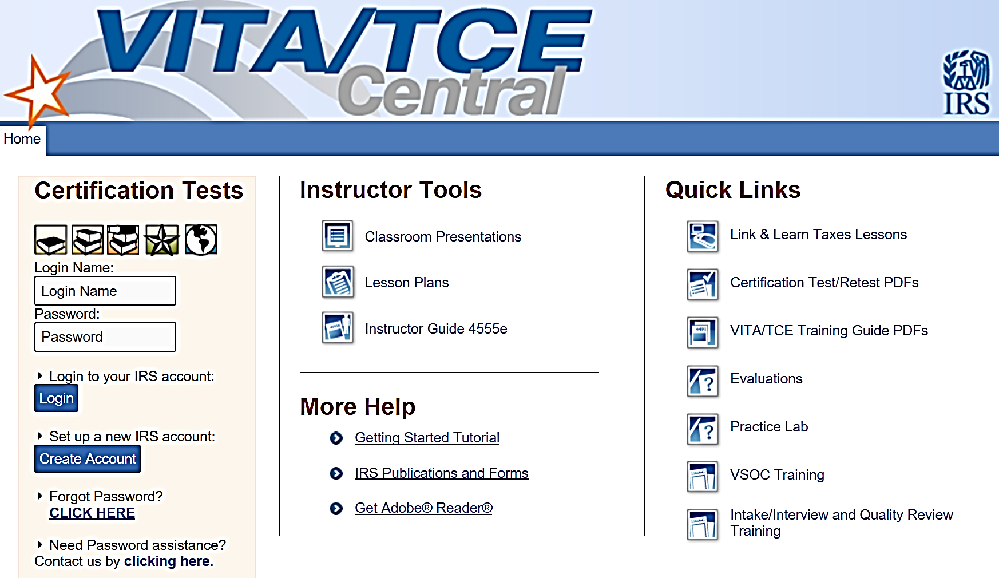 VITA/TCE
Central
IRS
Home
Certification Tests
Login Name:
Login Name
Password:
Password
Login to your IRS account:
Login
Set up a new IRS account:
Create Account
Forgot Password?
CLICK HERE
Need Password assistance?
Contact us by clicking here.
Instructor Tools
Classroom Presentations
Lesson Plans
Instructor Guide 4555e
More Help
Getting Started Tutorial
IRS Publications and Forms
Get Adobe® Reader®
Quick Links
Link & Learn Taxes Lessons
Certification Test/Retest PDFs
VITA/TCE Training Guide PDFs
Evaluations
Practice Lab
VSOC Training
Intake/Interview and Quality Review
Training